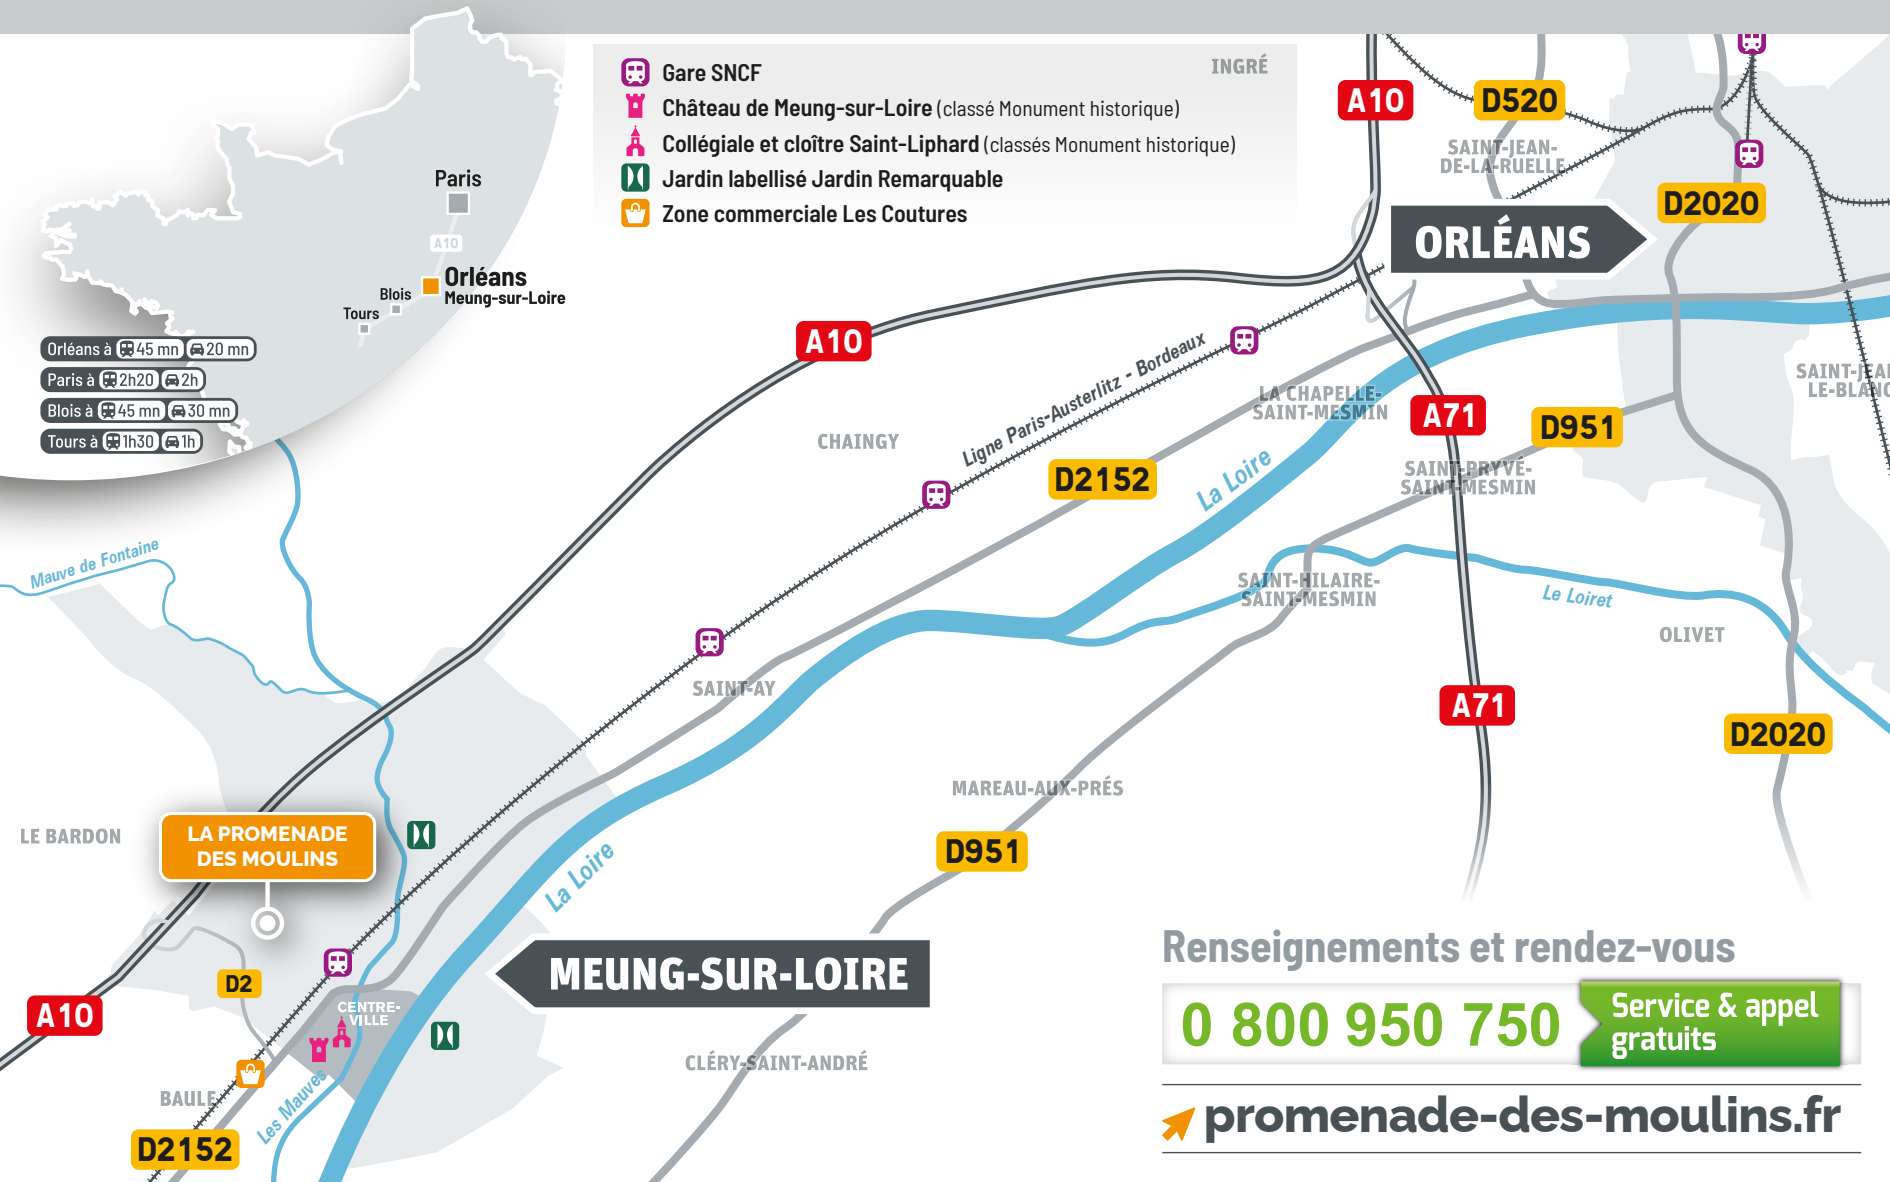 Gare SNCF
Château de Meung-sur-Loire (classé Monument historique)
Collégiale et cloître Saint-Liphard (classés Monument historique)
Jardin labellisé Jardin Remarquable
Zone commerciale Les Coutures
INGRÉ
A10
D520
SAINT-JEAN-
DE-LA-RUELLE
D2020
ORLÉANS
Paris
A10
Orléans
Meung-sur-Loire
Blois
Tours
Orléans à 45 mn 20 mn
Paris à 2h20 2h
Blois à 45 mn 30 mn
Tours à 1h30 1h
A10
Ligne Paris-Austerlitz - Bordeaux
LA CHAPELLE-
SAINT-MESMIN
A71
D951
SAINT-JEAN
LE-BLANC
CHAINGY
D2152
La Loire
SAINT-PRYVÉ-
SAINT-MESMIN
Mauve de Fontaine
SAINT-HILAIRE-
SAINT-MESMIN
Le Loiret
OLIVET
SAINT-AY
A71
D2020
MAREAU-AUX-PRÉS
LE BARDON
LA PROMENADE
DES MOULINS
D951
La Loire
MEUNG-SUR-LOIRE
D2
A10
CENTRE-
VILLE
CLÉRY-SAINT-ANDRÉ
BAULE
Les Mauves
D2152
Renseignements et rendez-vous
0 800 950 750
Service & appel
gratuits
promenade-des-moulins.fr